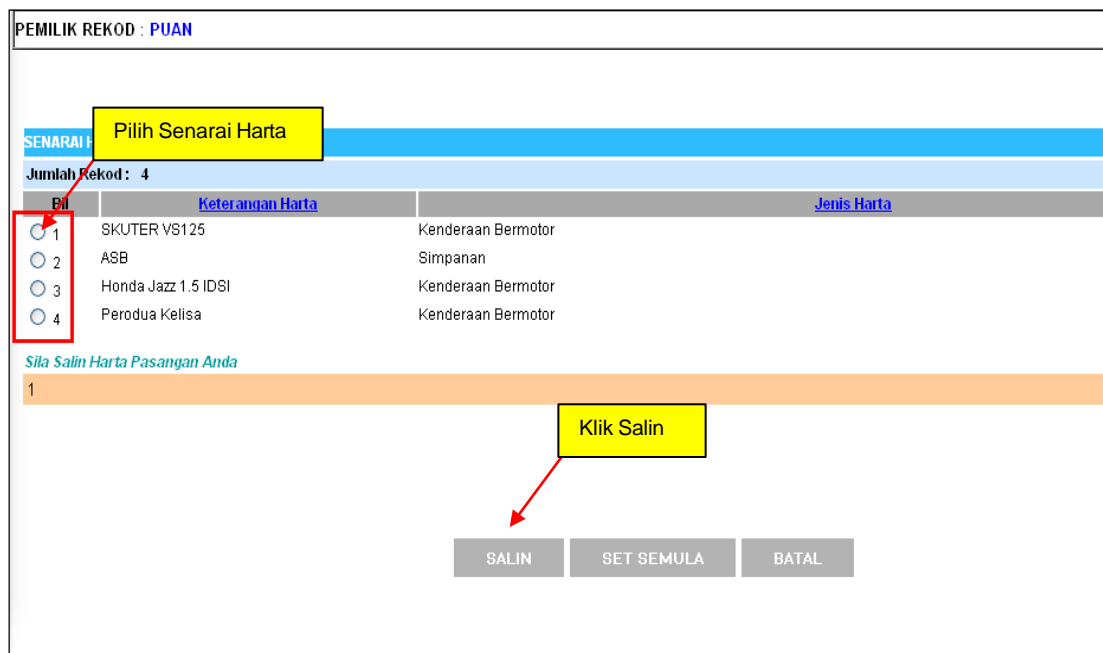 PEMILIK REKOD : PUAN
Pilih Senarai Harta
SENARAI
Jumlah Rekod : 4
Bil Keterangan Harta Jenis Harta
1 SKUTER VS125 Kenderaan Bermotor
2 ASB Simpanan
3 Honda Jazz 1.5 IDSI Kenderaan Bermotor
4 Perodua Kelisa Kenderaan Bermotor
Sila Salin Harta Pasangan Anda
1
Klik Salin
SALIN SET SEMULA BATAL